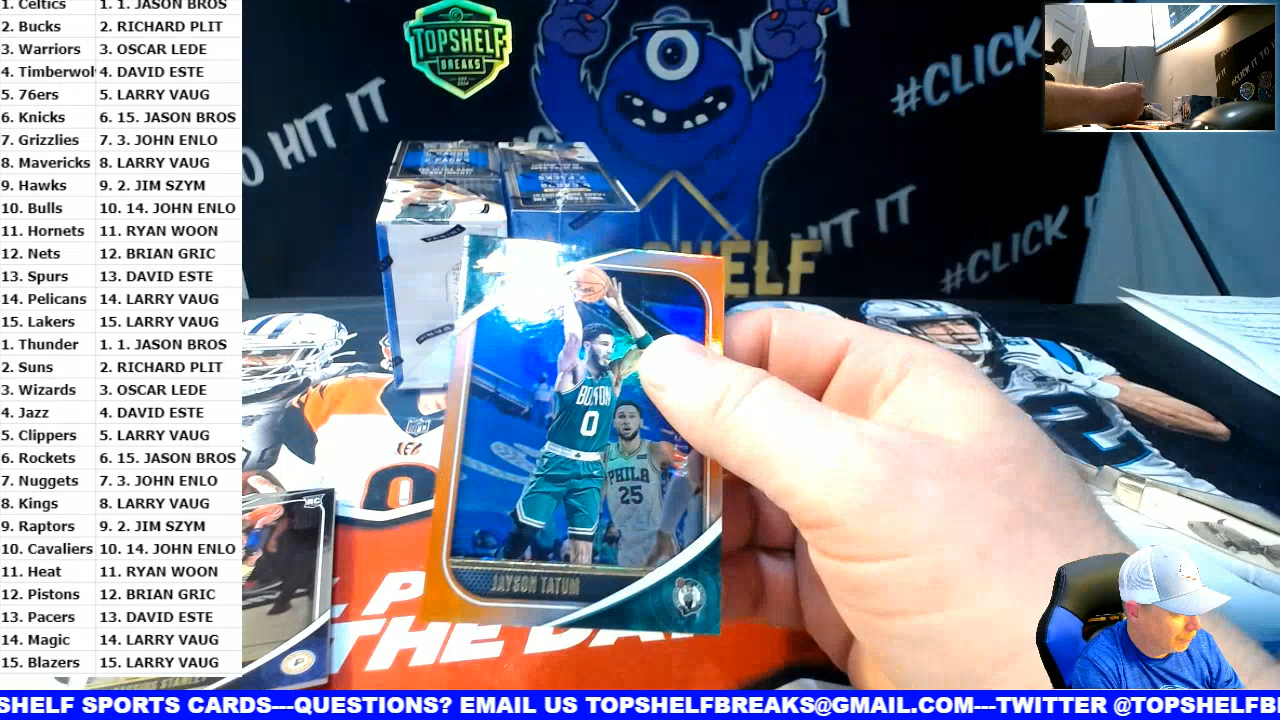 1. Celtics 1. 1. JASON BROS
2. Bucks 2. RICHARD PLIT
3. Warriors 3. OSCAR LEDE
4. Timberwol 4. DAVID ESTE
5. 76ers 5. LARRY VAUG
6. Knicks 6. 15. JASON BROS
7. Grizzlies 7. 3. JOHN ENLO
8. Mavericks 8. LARRY VAUG
9. Hawks 9. 2. JIM SZYM
10. Bulls 10. 14. JOHN ENLO
11. Hornets 11. RYAN WOON
12. Nets 12. BRIAN GRIC
13. Spurs 13. DAVID ESTE
14. Pelicans 14. LARRY VAUG
15. Lakers 15. LARRY VAUG
1. Thunder 1. 1. JASON BROS
2. Suns 2. RICHARD PLIT
3. Wizards 3. OSCAR LEDE
4. Jazz 4. DAVID ESTE
5. Clippers 5. LARRY VAUG
6. Rockets 6. 15. JASON BROS
7. Nuggets 7. 3. JOHN ENLO
8. Kings 8. LARRY VAUG
9. Raptors 9. 2. JIM SZYM
10. Cavaliers 10. 14. JOHN ENLO
11. Heat 11. RYAN WOON
12. Pistons 12. BRIAN GRIC
13. Pacers 13. DAVID ESTE
14. Magic 14. LARRY VAUG
15. Blazers 15. LARRY VAUG
TOPSHELF
BREAKS
O HIT IT
#CLICK
HIT IT
#CLICK
SHELF
BOSTON
0
PHILA
25
JAYSON TATUM
RC
THE DA
2
SHELF SPORTS CARDS---QUESTIONS? EMAIL US TOPSHELFBREAKS@GMAIL.COM---TWITTER @TOPSHELFB